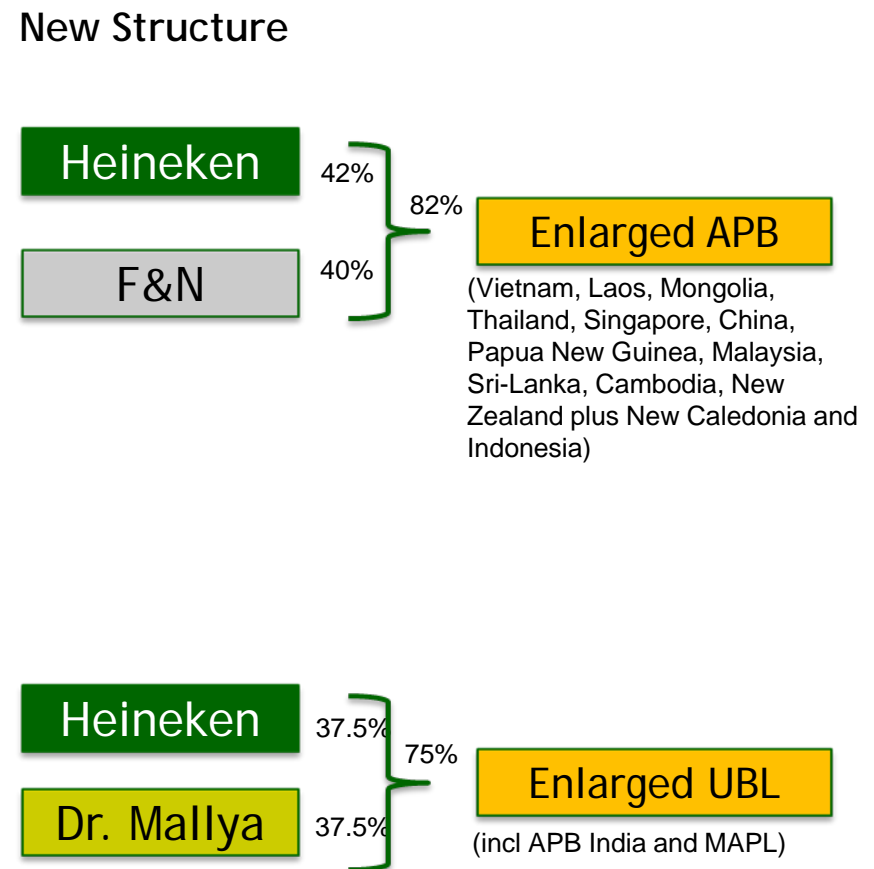 New Structure
Heineken
42%
82%
Enlarged APB
F&N
40%
(Vietnam, Laos, Mongolia,
Thailand, Singapore, China,
Papua New Guinea, Malaysia,
Sri-Lanka, Cambodia, New
Zealand plus New Caledonia and
Indonesia)
Heineken
37.5%
75%
Enlarged UBL
Dr. Mallya
37.5%
(incl APB India and MAPL)